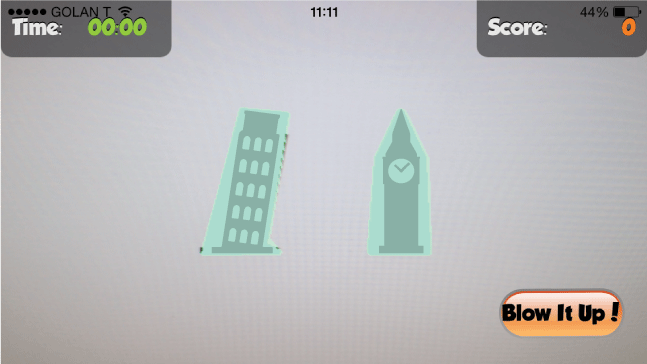 GOLAN T
11:11
44%
Time: 00:00
Score: 0
Blow It Up!